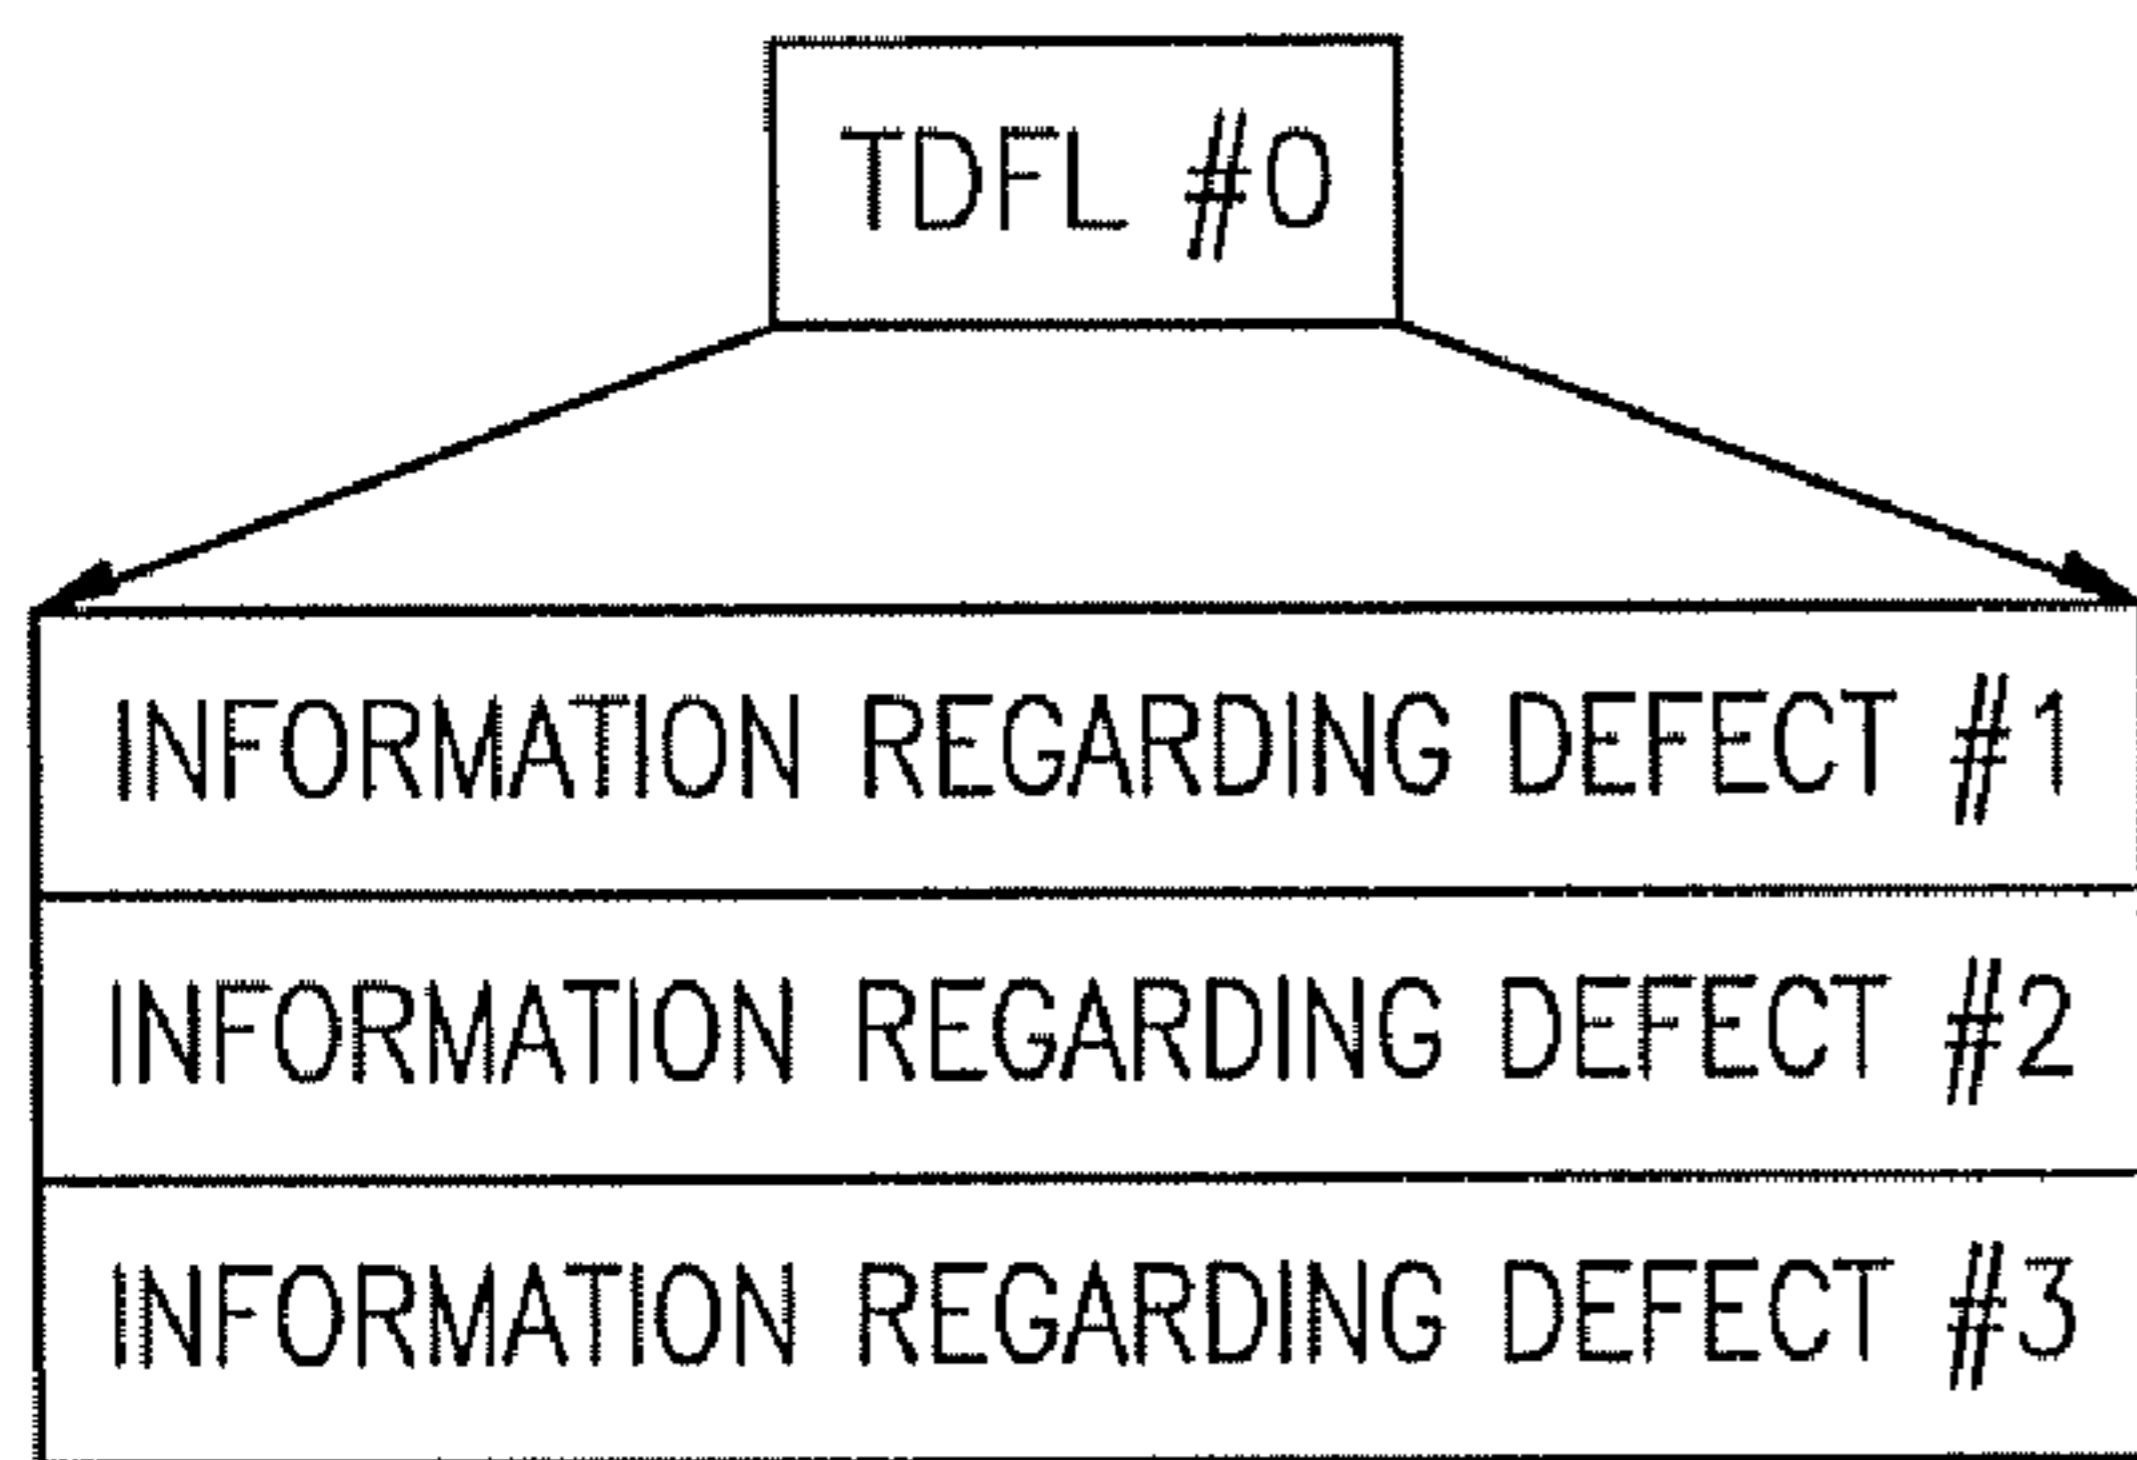 TDFL #0
INFORMATION REGARDING DEFECT #1
INFORMATION REGARDING DEFECT #2
INFORMATION REGARDING DEFECT #3